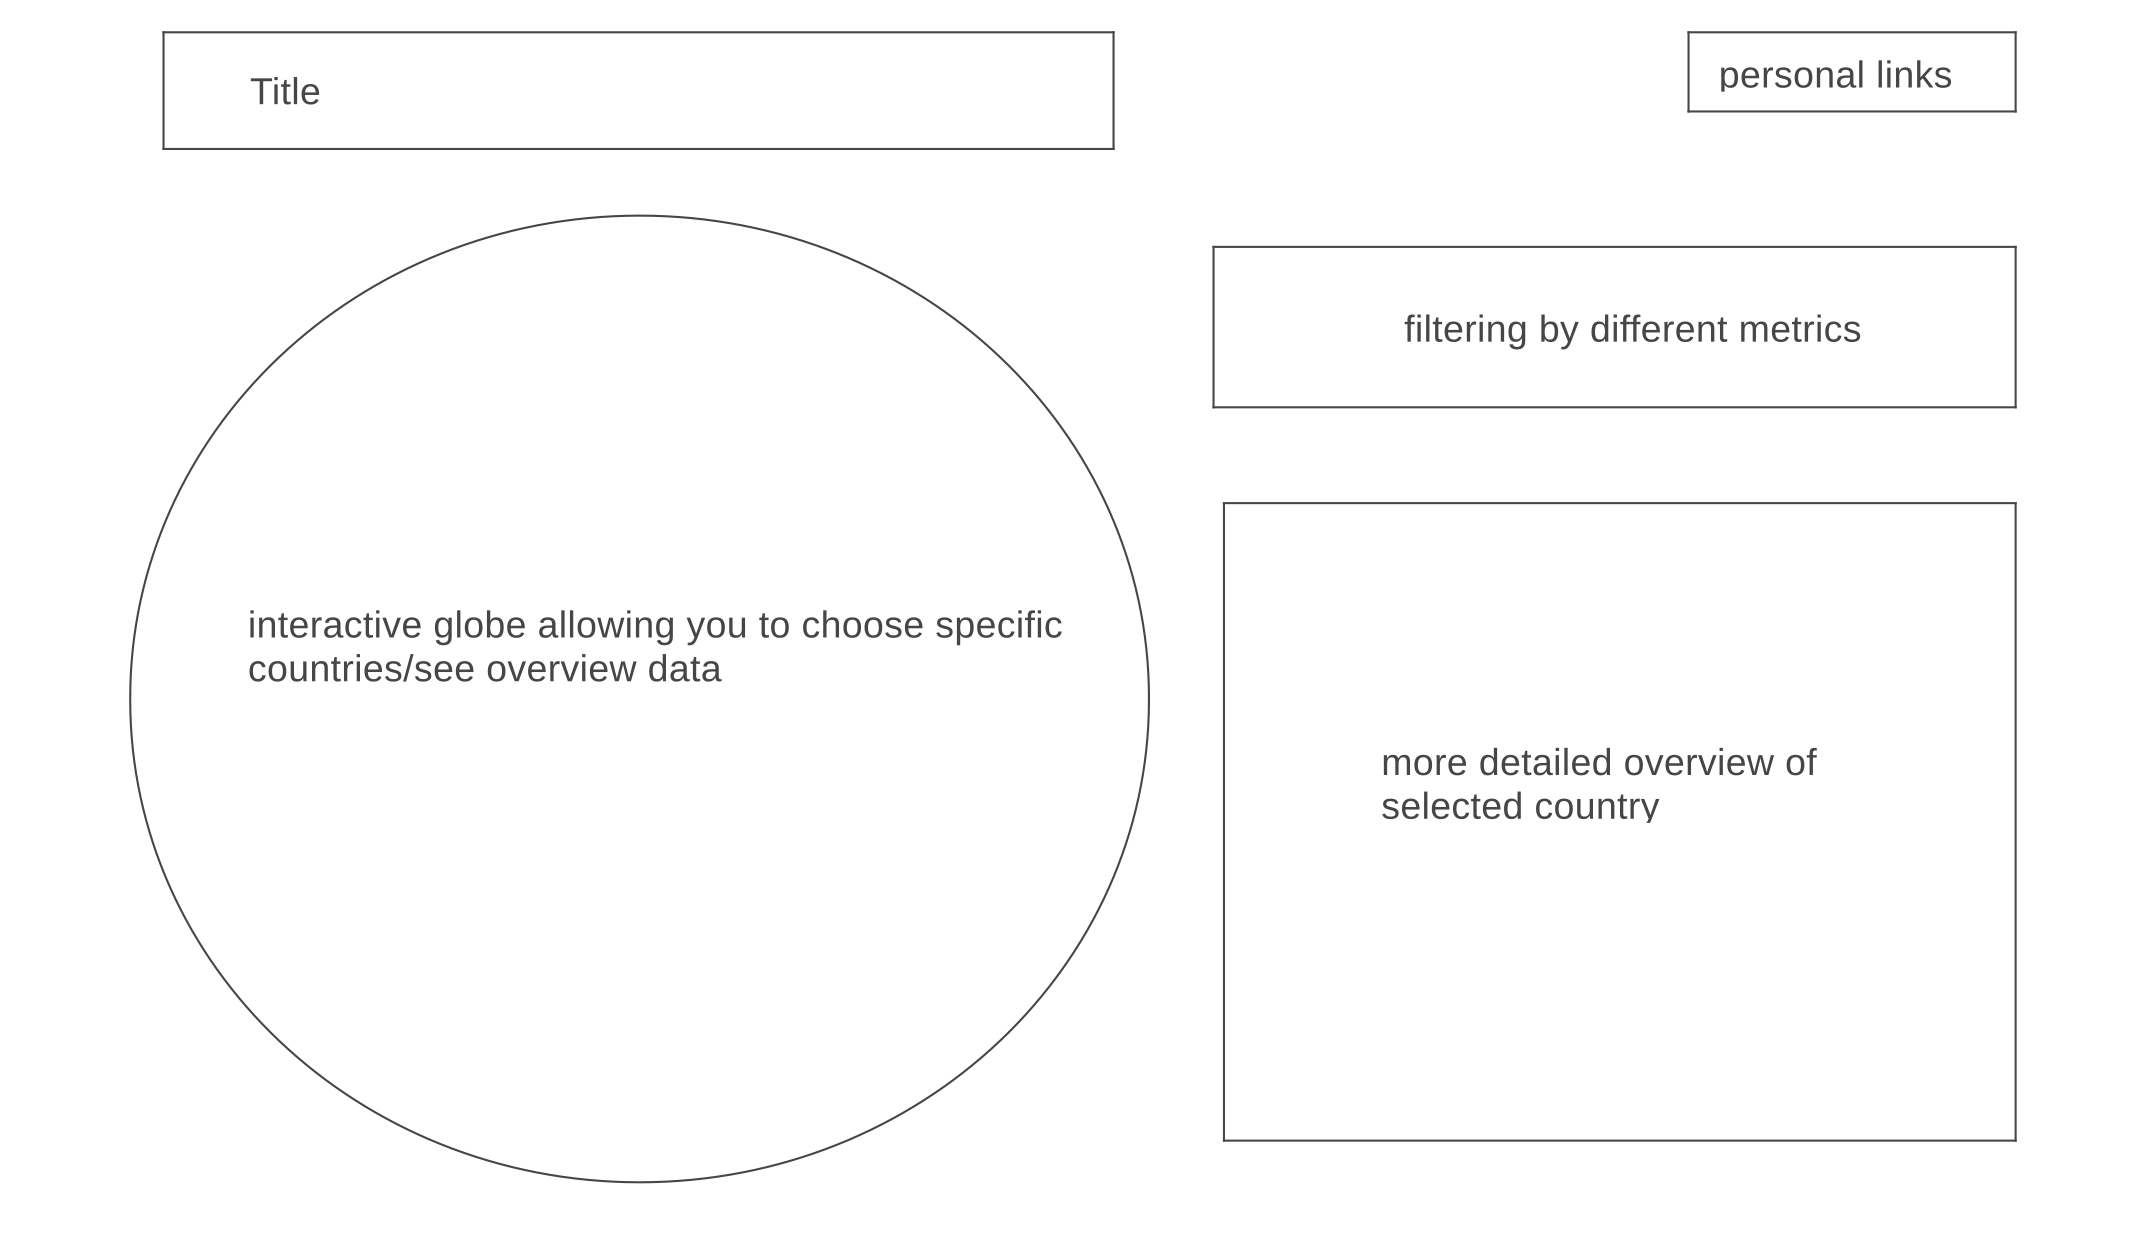 Title
personal links
filtering by different metrics
interactive globe allowing you to choose specific
countries/see overview data
more detailed overview of
selected country